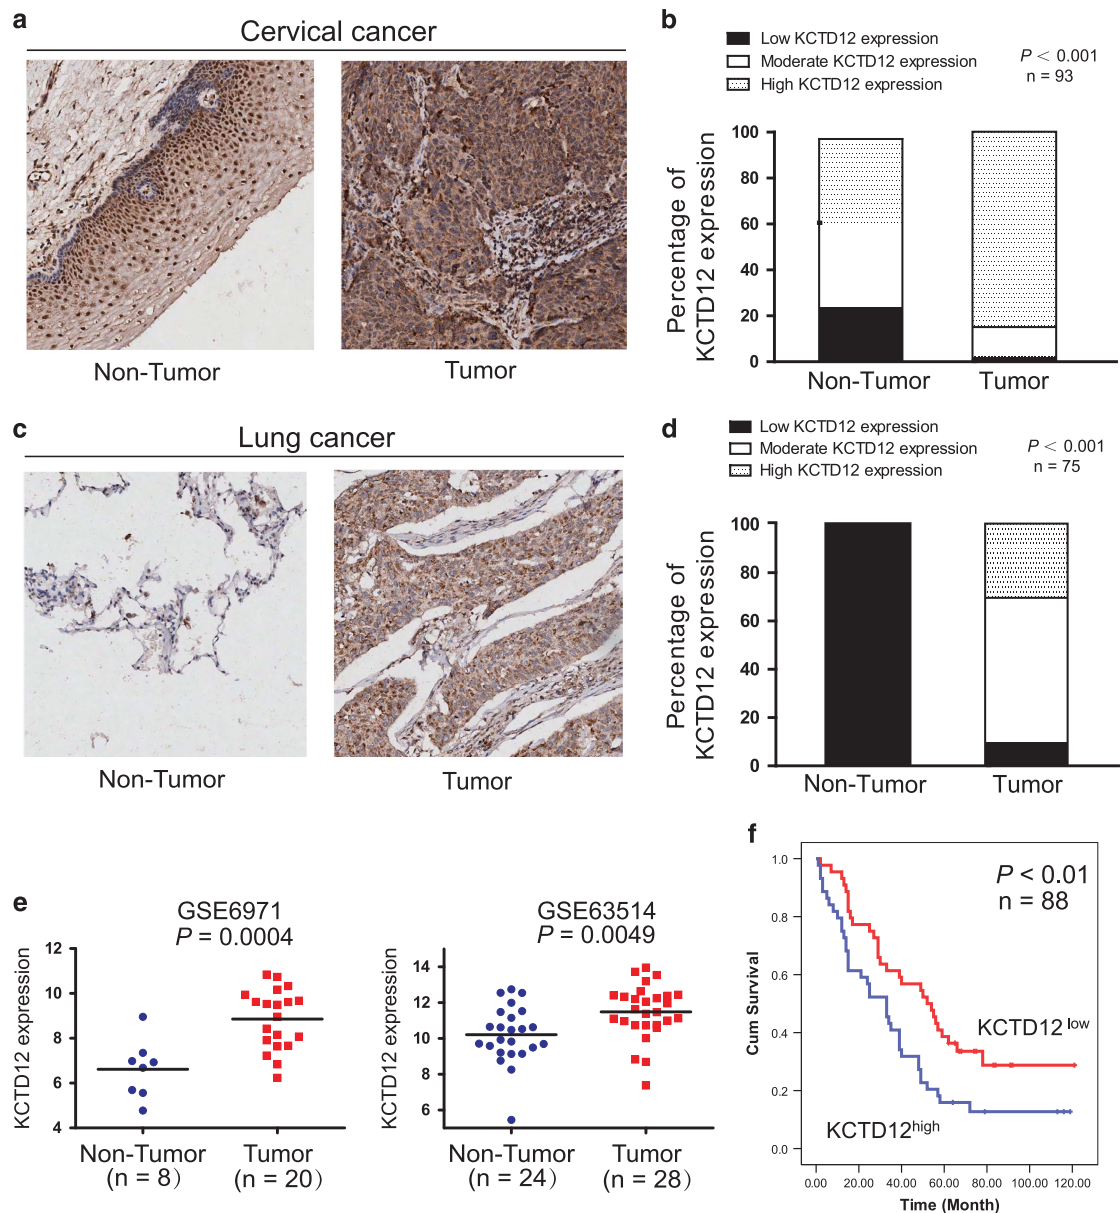 a
Cervical cancer
Non-Tumor
Tumor
b
Low KCTD12 expression
Moderate KCTD12 expression
High KCTD12 expression
P < 0.001
n = 93
Percentage of
KCTD12 expression
100
80
60
40
20
0
Non-Tumor
Tumor
c
Lung cancer
Non-Tumor
Tumor
d
Low KCTD12 expression
Moderate KCTD12 expression
High KCTD12 expression
P < 0.001
n = 75
Percentage of
KCTD12 expression
100
80
60
40
20
0
Non-Tumor
Tumor
e
GSE6971
P = 0.0004
KCTD12 expression
12
10
8
6
4
Non-Tumor
(n = 8)
Tumor
(n = 20)
GSE63514
P = 0.0049
KCTD12 expression
14
12
10
8
6
Non-Tumor
(n = 24)
Tumor
(n = 28)
f
P < 0.01
n = 88
Cum Survival
1.0
0.8
0.6
0.4
0.2
0.0
KCTD12 low
KCTD12high
0.00 20.00 40.00 60.00 80.00 100.00 120.00
Time (Month)